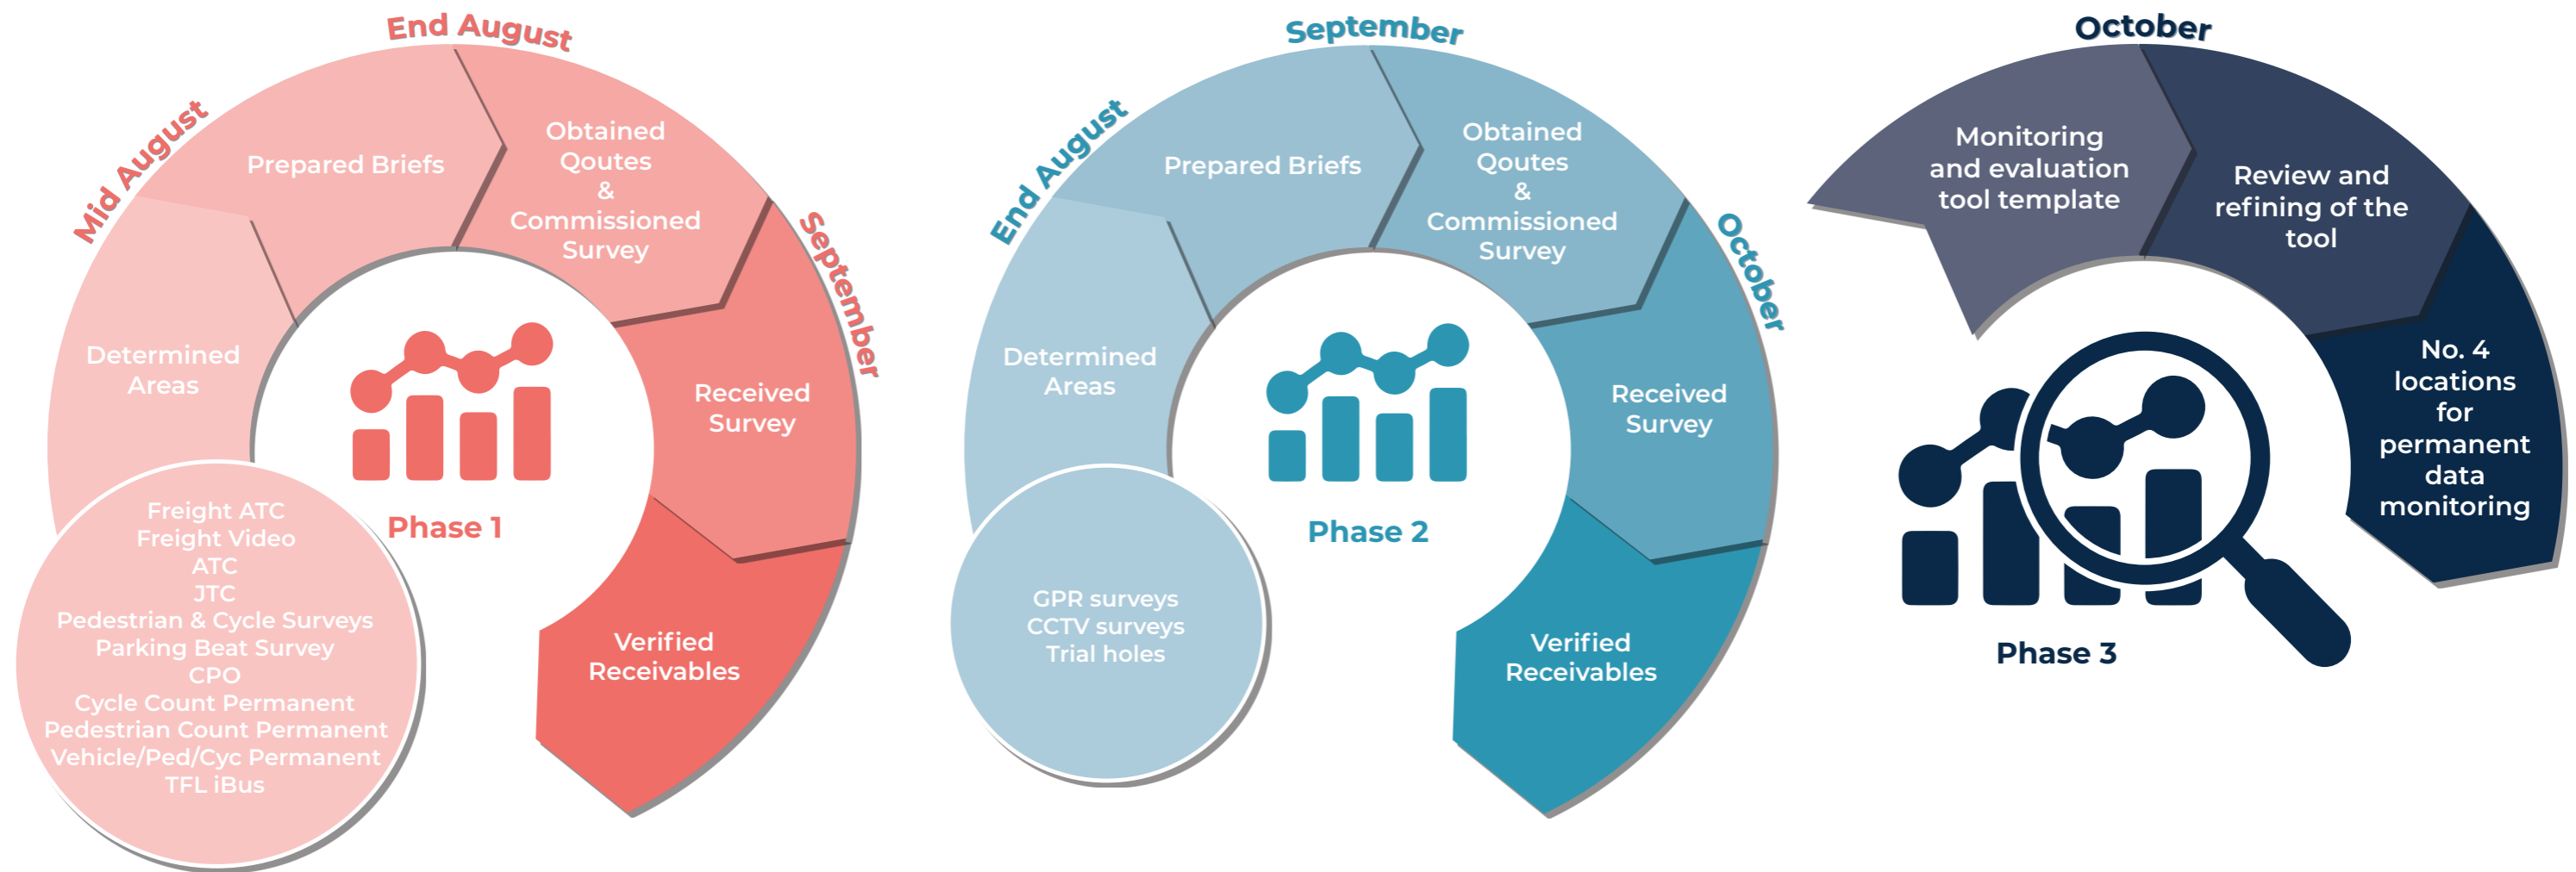 Mid August
End August
September
Determined
Areas
Prepared Briefs
Obtained
Qoutes
&
Commissioned
Survey
Received
Survey
Verified
Receivables
Phase 1
Freight ATC
Freight Video
ATC
JTC
Pedestrian & Cycle Surveys
Parking Beat Survey
CPO
Cycle Count Permanent
Pedestrian Count Permanent
Vehicle/Ped/Cyc Permanent
TFL iBus
End August
September
October
Determined
Areas
Prepared Briefs
Obtained
Qoutes
&
Commissioned
Survey
Received
Survey
Verified
Receivables
Phase 2
GPR surveys
CCTV surveys
Trial holes
October
Monitoring
and evaluation
tool template
Review and
refining of the
tool
No. 4
locations
for
permanent
data
monitoring
Phase 3